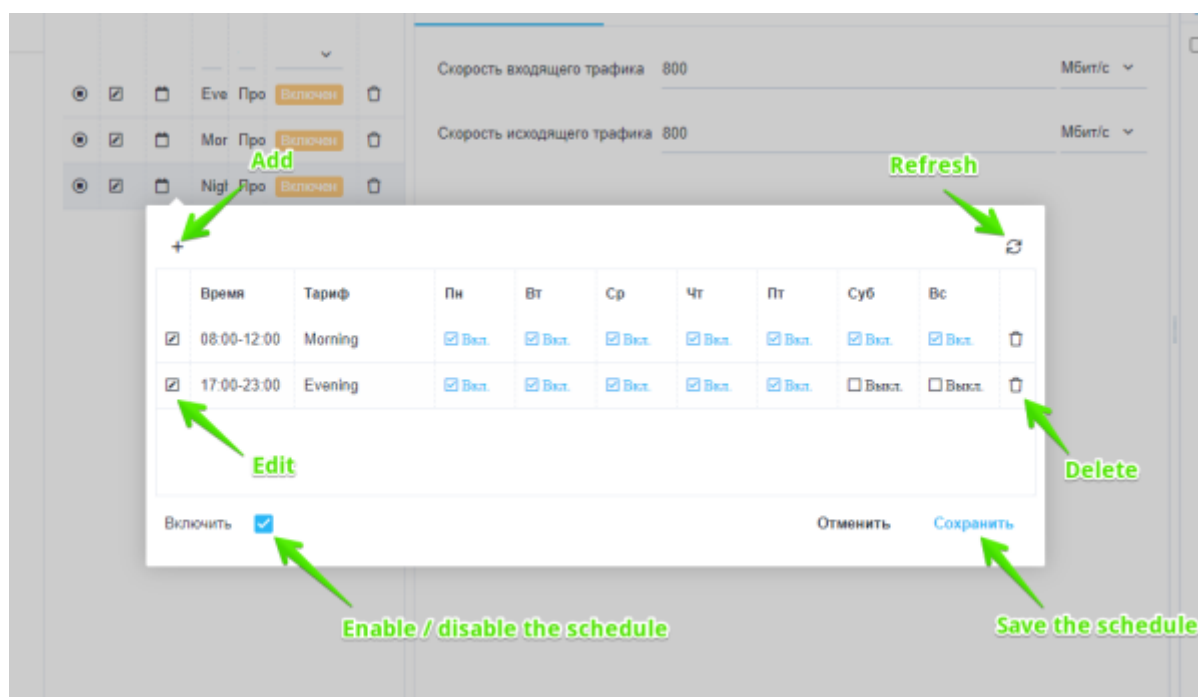 Скорость входящего трафика 800 Мбит/с
Eve Про Включен
Скорость исходящего трафика 800 Мбит/с
Mor Про Включен
Add
Refresh
Nigh Про Включен
+
Время Тариф Пн Вт Ср Чт Пт Суб Вс
08:00-12:00 Morning Вкл. Вкл. Вкл. Вкл. Вкл. Вкл. Вкл.
17:00-23:00 Evening Вкл. Вкл. Вкл. Вкл. Вкл. Выкл. Выкл.
Edit
Delete
Включить Отменить Сохранить
Enable / disable the schedule
Save the schedule